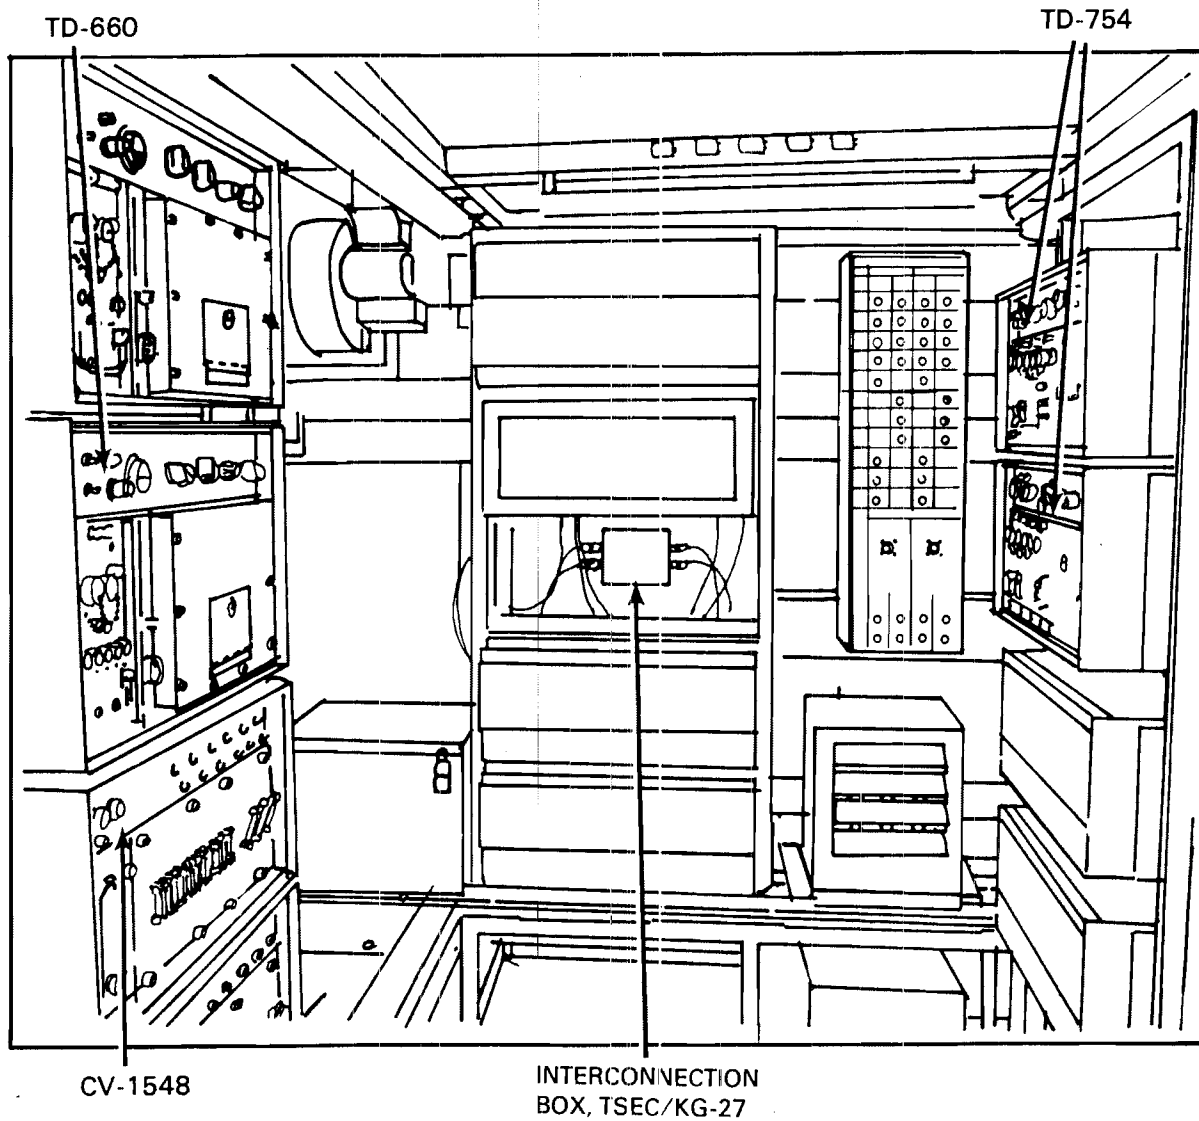 TD-660
TD-754
CV-1548
INTERCONNECTION
BOX, TSEC/KG-27